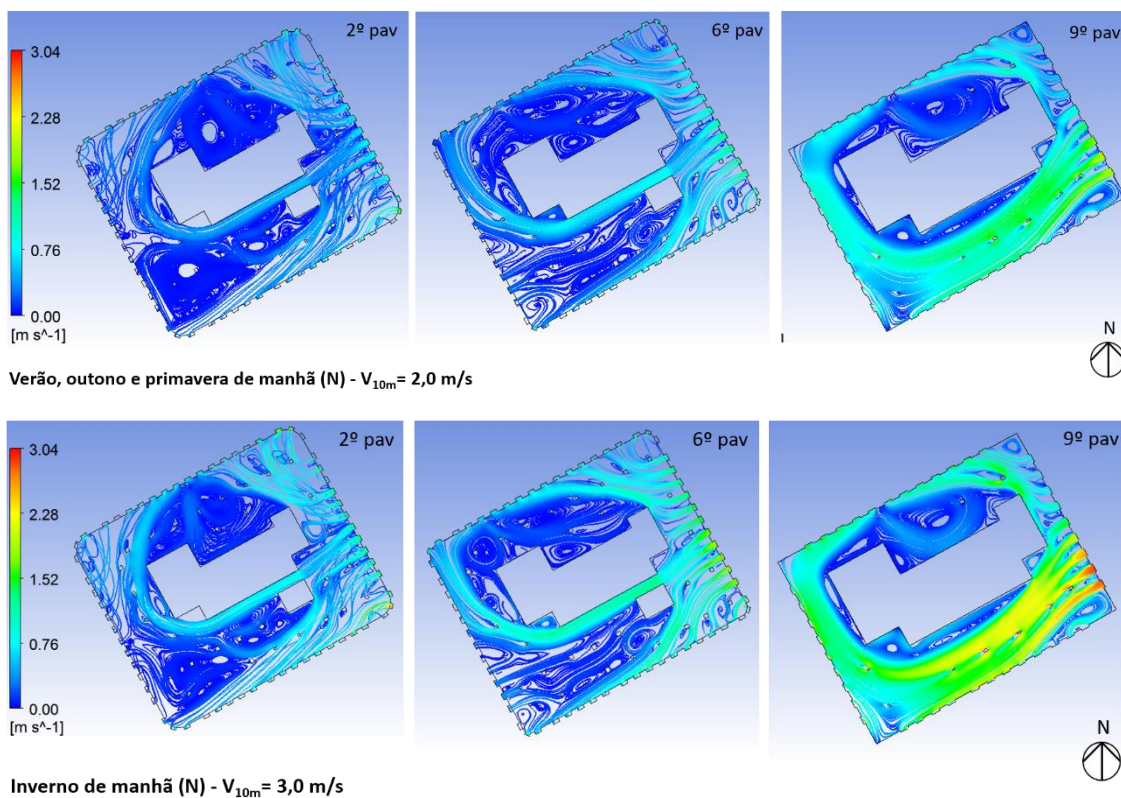 2º pav
6º pav
9º pav
3.04
2.28
1.52
0.76
0.00
[m s^-1]
N
Verão, outono e primavera de manhã (N) - V10m= 2,0 m/s
2º pav
6º pav
9º pav
3.04
2.28
1.52
0.76
0.00
[m s^-1]
N
Inverno de manhã (N) - V10m= 3,0 m/s